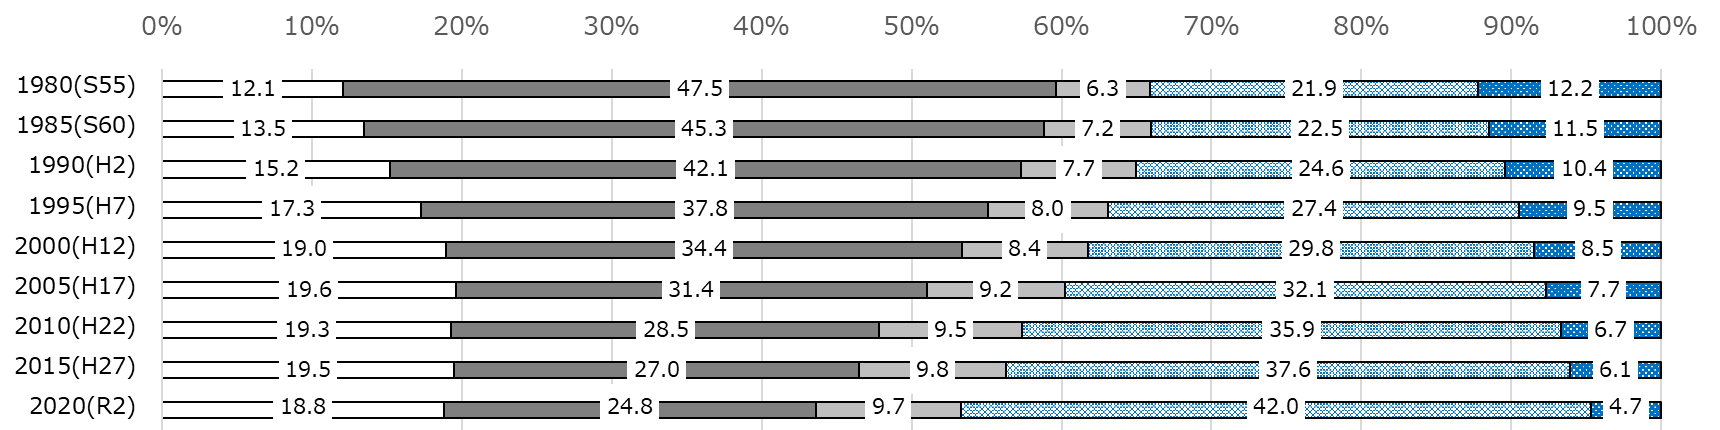 0% 10% 20% 30% 40% 50% 60% 70% 80% 90% 100%
1980(S55) 12.1 47.5 6.3 21.9 12.2
1985(S60) 13.5 45.3 7.2 22.5 11.5
1990(H2) 15.2 42.1 7.7 24.6 10.4
1995(H7) 17.3 37.8 8.0 27.4 9.5
2000(H12) 19.0 34.4 8.4 29.8 8.5
2005(H17) 19.6 31.4 9.2 32.1 7.7
2010(H22) 19.3 28.5 9.5 35.9 6.7
2015(H27) 19.5 27.0 9.8 37.6 6.1
2020(R2) 18.8 24.8 9.7 42.0 4.7